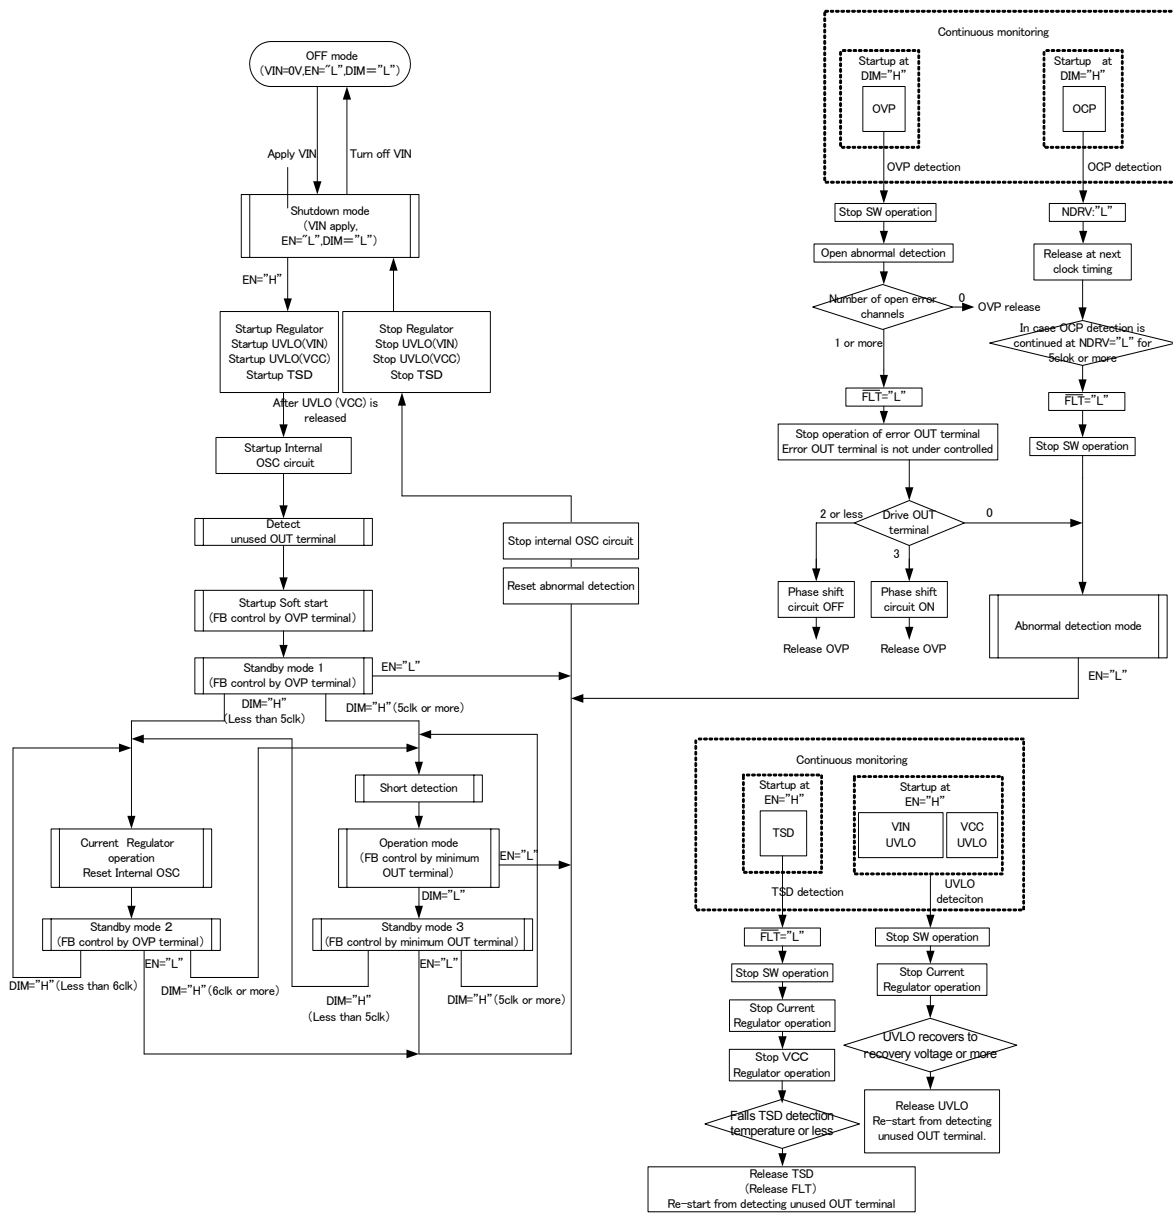 OFF mode
(VIN=0V,EN="L",DIM="L")
Apply VIN
Turn off VIN
Shutdown mode
(VIN apply,
EN="L",DIM="L")
EN="H"
Startup Regulator
Startup UVLO(VIN)
Startup UVLO(VCC)
Startup TSD
Stop Regulator
Stop UVLO(VIN)
Stop UVLO(VCC)
Stop TSD
After UVLO (VCC) is
released
Startup Internal
OSC circuit
Detect
unused OUT terminal
Stop internal OSC circuit
Reset abnormal detection
Startup Soft start
(FB control by OVP terminal)
Standby mode 1
(FB control by OVP terminal)
EN="L"
DIM="H"
(Less than 5clk)
DIM="H" (5clk or more)
Short detection
Current Regulator
operation
Reset Internal OSC
Operation mode
(FB control by minimum
OUT terminal)
EN="L"
DIM="L"
Standby mode 2
(FB control by OVP terminal)
Standby mode 3
(FB control by minimum OUT terminal)
EN="L"
EN="L"
DIM="H" (Less than 6clk)
DIM="H" (6clk or more)
DIM="H"
(Less than 5clk)
DIM="H" (5clk or more)
Continuous monitoring
Startup at
DIM="H"
OVP
Startup at
DIM="H"
OCP
OVP detection
OCP detection
Stop SW operation
NDRV:"L"
Open abnormal detection
Release at next
clock timing
Number of open error
channels
0
OVP release
1 or more
In case OCP detection is
continued at NDRV="L" for
5clok or more
FLT="L"
FLT="L"
Stop operation of error OUT terminal
Error OUT terminal is not under controlled
Stop SW operation
2 or less
Drive OUT
terminal
0
3
Phase shift
circuit OFF
Phase shift
circuit ON
Release OVP
Release OVP
Abnormal detection mode
EN="L"
Continuous monitoring
Startup at
EN="H"
TSD
Startup at
EN="H"
VIN
UVLO
VCC
UVLO
TSD detection
UVLO
deteciton
FLT="L"
Stop SW operation
Stop Current
Regulator operation
Stop VCC
Regulator operation
Falls TSD detection
temperature or less
Release TSD
(Release FLT)
Re-start from detecting unused OUT terminal
Stop SW operation
Stop Current
Regulator operation
UVLO recovers to
recovery voltage or more
Release UVLO
Re-start from detecting
unused OUT terminal.